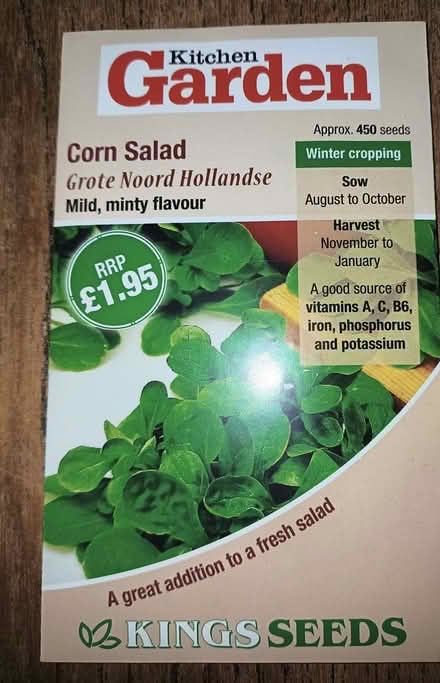 Kitchen
Garden
Approx. 450 seeds
Corn Salad
Grote Noord Hollandse
Mild, minty flavour
Winter cropping
Sow
August to October
Harvest
November to
January
A good source of
vitamins A, C, B6,
iron, phosphorus
and potassium
RRP
£1.95
A great addition to a fresh salad
KINGS SEEDS